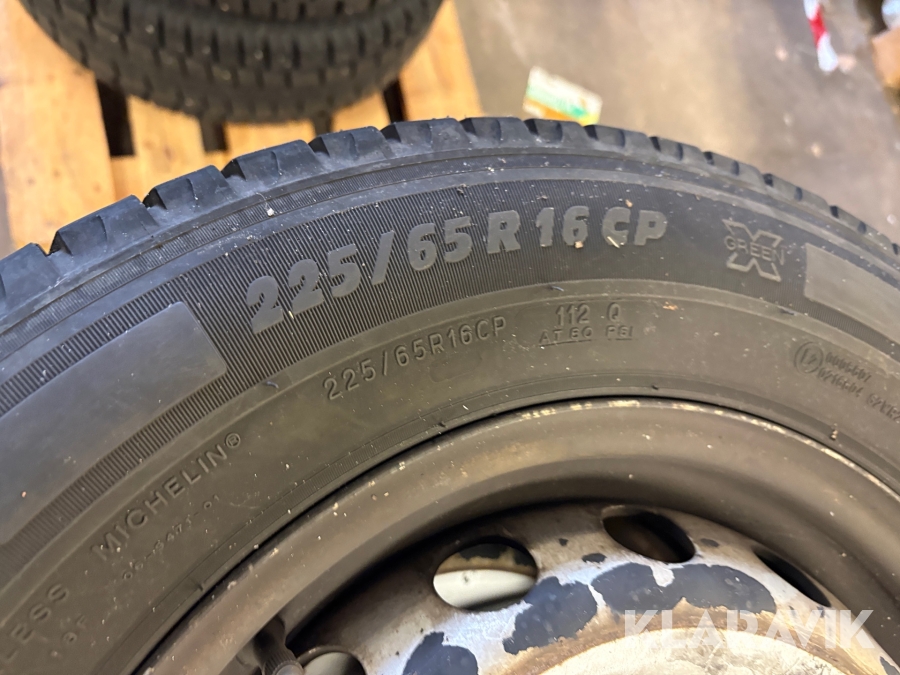 225/65 R 16 CP
X GREEN
225/65R16CP 112 Q
AT 80 PSI
MICHELIN®
KLARAVIK